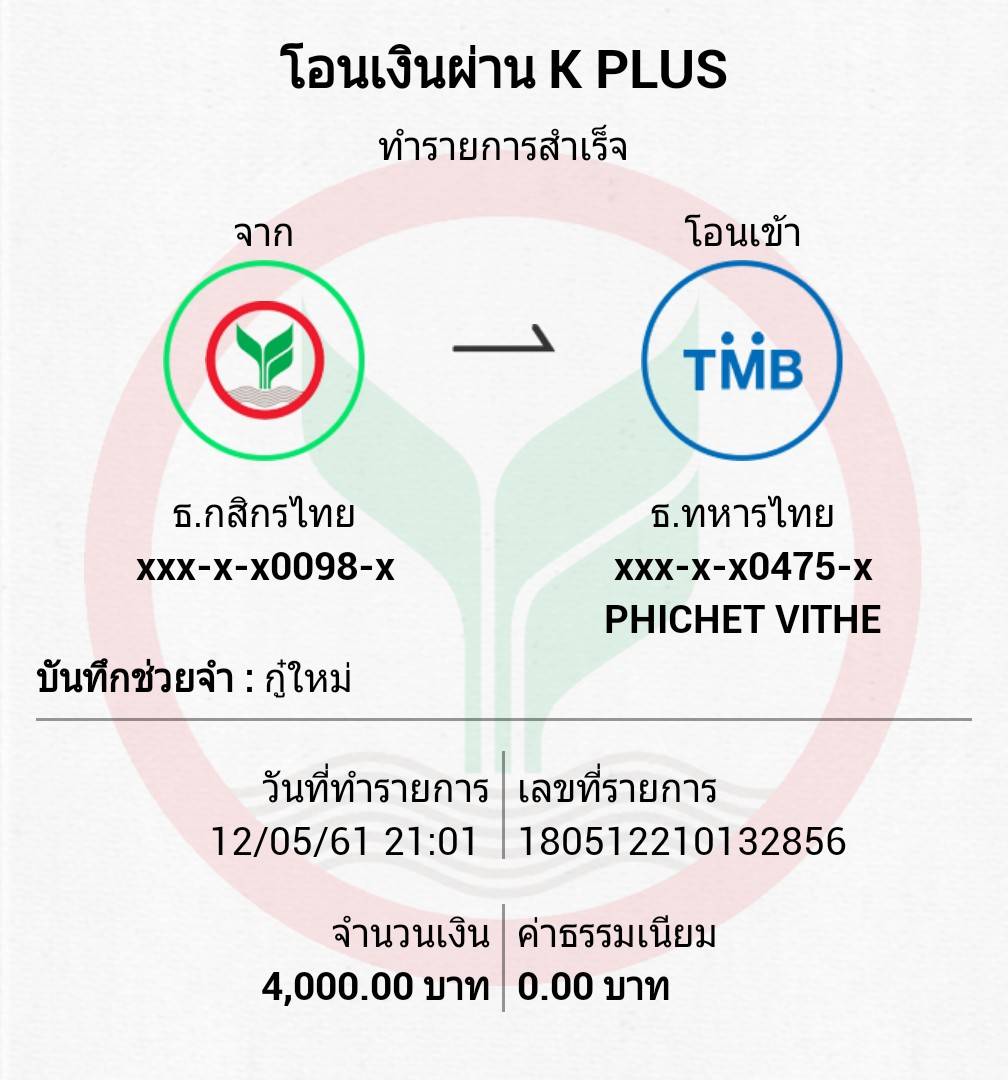 โอนเงินผ่าน K PLUS
ทำรายการสำเร็จ
จาก
โอนเข้า
TMB
ธ.กสิกรไทย
xxx-x-x0098-x
ธ.ทหารไทย
xxx-x-x0475-x
PHICHET VITHE
บันทึกช่วยจำ : กู๋ใหม่
วันที่ทำรายการ
12/05/61 21:01
เลขที่รายการ
180512210132856
จำนวนเงิน
4,000.00 บาท
ค่าธรรมเนียม
0.00 บาท